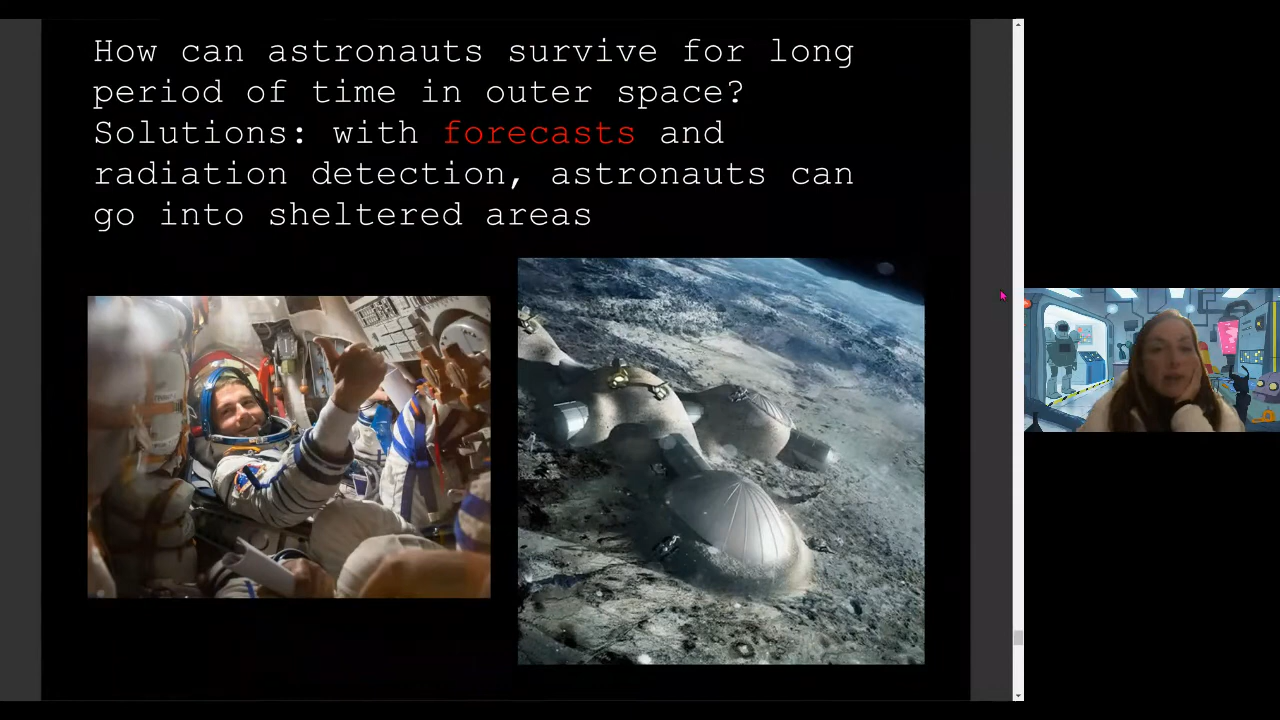 How can astronauts survive for long
period of time in outer space?
Solutions: with forecasts and
radiation detection, astronauts can
go into sheltered areas